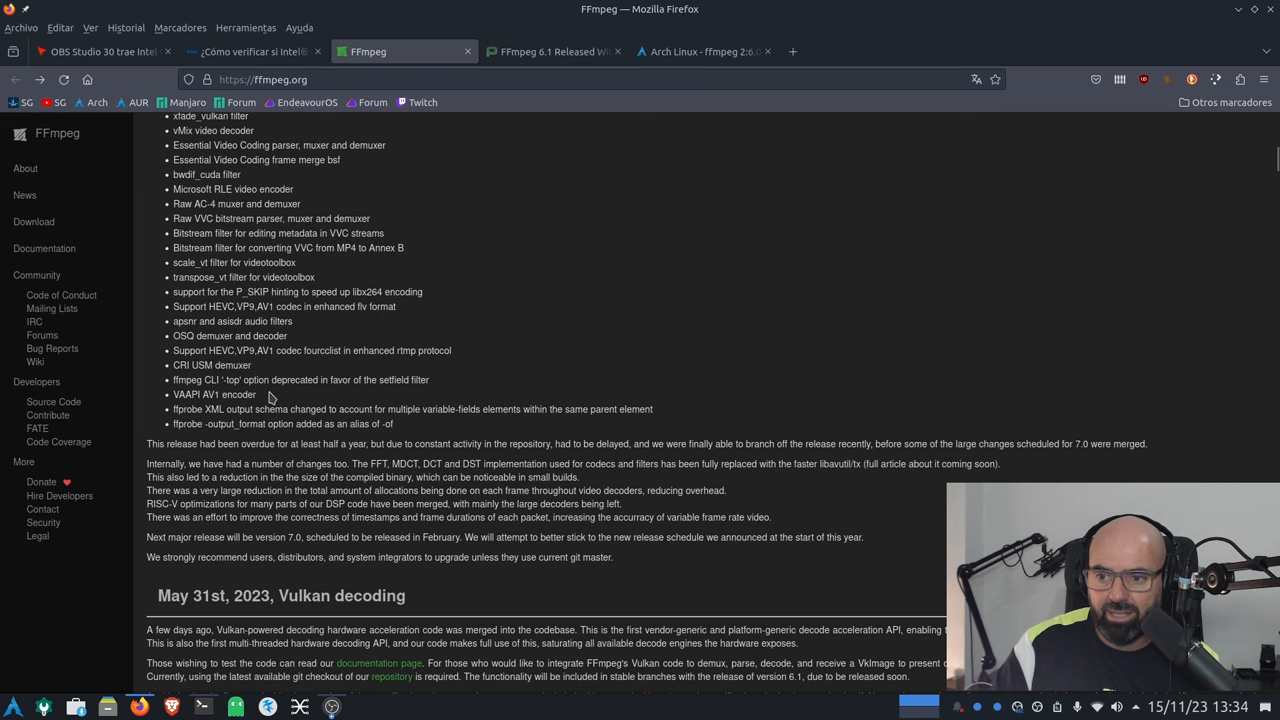 FFmpeg — Mozilla Firefox
Archivo Editar Ver Historial Marcadores Herramientas Ayuda
OBS Studio 30 trae Intel
¿Cómo verificar si Intel®
FFmpeg
FFmpeg 6.1 Released Wi
Arch Linux - ffmpeg 2:6.0
https://ffmpeg.org
SG SG Arch AUR Manjaro Forum EndeavourOS Forum Twitch Otros marcadores
FFmpeg
About
News
Download
Documentation
Community
Code of Conduct
Mailing Lists
IRC
Forums
Bug Reports
Wiki
Developers
Source Code
Contribute
FATE
Code Coverage
More
Donate
Hire Developers
Contact
Security
Legal
• xfade_vulkan filter
• vMix video decoder
• Essential Video Coding parser, muxer and demuxer
• Essential Video Coding frame merge bsf
• bwdif_cuda filter
• Microsoft RLE video encoder
• Raw AC-4 muxer and demuxer
• Raw VVC bitstream parser, muxer and demuxer
• Bitstream filter for editing metadata in VVC streams
• Bitstream filter for converting VVC from MP4 to Annex B
• scale_vt filter for videotoolbox
• transpose_vt filter for videotoolbox
• support for the P_SKIP hinting to speed up libx264 encoding
• Support HEVC,VP9,AV1 codec in enhanced flv format
• apsnr and asisdr audio filters
• OSQ demuxer and decoder
• Support HEVC,VP9,AV1 codec fourcclist in enhanced rtmp protocol
• CRI USM demuxer
• ffmpeg CLI '-top' option deprecated in favor of the setfield filter
• VAAPI AV1 encoder
• ffprobe XML output schema changed to account for multiple variable-fields elements within the same parent element
• ffprobe -output_format option added as an alias of -of
This release had been overdue for at least half a year, but due to constant activity in the repository, had to be delayed, and we were finally able to branch off the release recently, before some of the large changes scheduled for 7.0 were merged.
Internally, we have had a number of changes too. The FFT, MDCT, DCT and DST implementation used for codecs and filters has been fully replaced with the faster libavutil/tx (full article about it coming soon).
This also led to a reduction in the the size of the compiled binary, which can be noticeable in small builds.
There was a very large reduction in the total amount of allocations being done on each frame throughout video decoders, reducing overhead.
RISC-V optimizations for many parts of our DSP code have been merged, with mainly the large decoders being left.
There was an effort to improve the correctness of timestamps and frame durations of each packet, increasing the accurracy of variable frame rate video.
Next major release will be version 7.0, scheduled to be released in February. We will attempt to better stick to the new release schedule we announced at the start of this year.
We strongly recommend users, distributors, and system integrators to upgrade unless they use current git master.
May 31st, 2023, Vulkan decoding
A few days ago, Vulkan-powered decoding hardware acceleration code was merged into the codebase. This is the first vendor-generic and platform-generic decode acceleration API, enabling
This is also the first multi-threaded hardware decoding API, and our code makes full use of this, saturating all available decode engines the hardware exposes.
Those wishing to test the code can read our documentation page. For those who would like to integrate FFmpeg's Vulkan code to demux, parse, decode, and receive a VkImage to present
Currently, using the latest available git checkout of our repository is required. The functionality will be included in stable branches with the release of version 6.1, due to be released soon.
15/11/23 13:34